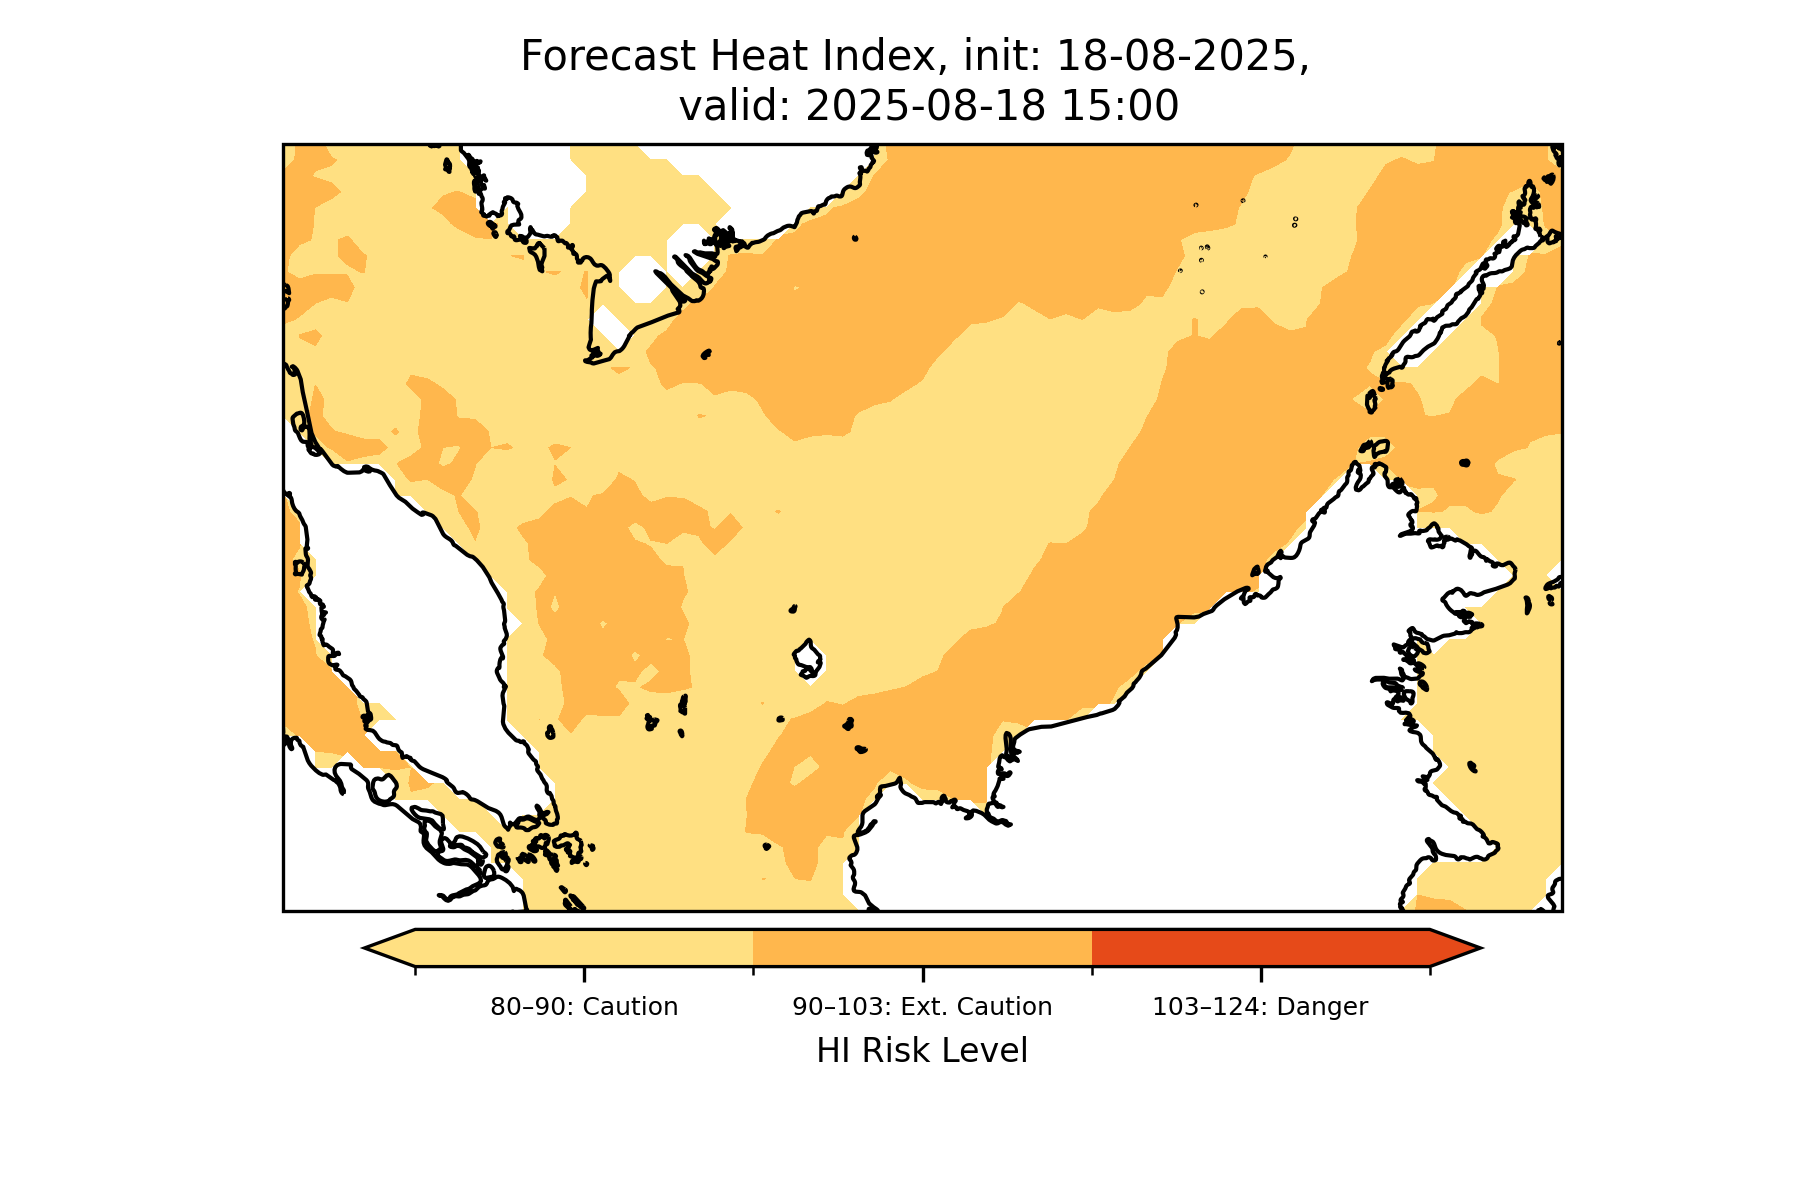 Forecast Heat Index, init: 18-08-2025,
valid: 2025-08-18 15:00
80–90: Caution
90–103: Ext. Caution
103–124: Danger
HI Risk Level